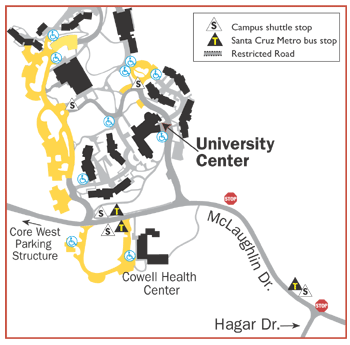 S Campus shuttle stop
T Santa Cruz Metro bus stop
Restricted Road
S
University
Center
STOP
S T
T
S
McLaughlin Dr.
Core West
Parking
Structure
Cowell Health
Center
T
S
STOP
Hagar Dr.